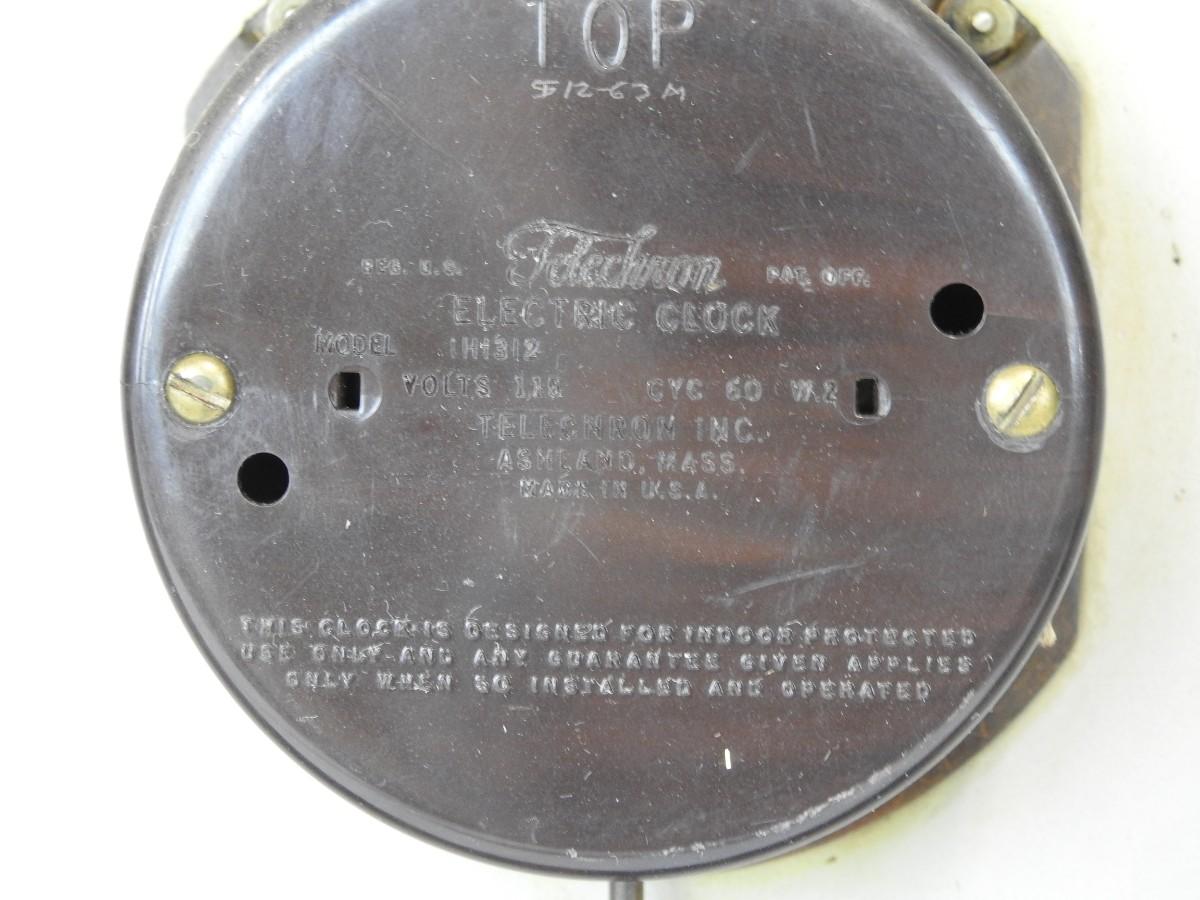 TOP
12-63 M
REG. U.S. Telechron PAT. OFF.
ELECTRIC CLOCK
MODEL 1H1312
VOLTS 115 CYC 60 W.2
TELECHRON INC.
ASHLAND, MASS.
MADE IN U.S.A.
THIS CLOCK IS DESIGNED FOR INDOOR PROTECTED
USE ONLY AND ANY GUARANTEE GIVEN APPLIES
ONLY WHEN SO INSTALLED AND OPERATED